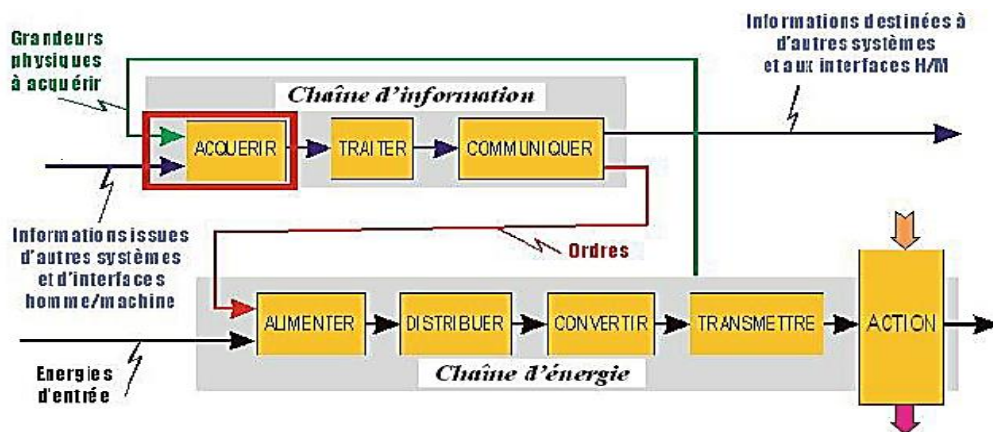 Grandeurs
physiques
à acquérir
Informations destinées à
d'autres systèmes
et aux interfaces H/M
Chaîne d'information
ACQUERIR
TRAITER
COMMUNIQUER
Informations issues
d'autres systèmes
et d'interfaces
homme/machine
Ordres
ALIMENTER
DISTRIBUER
CONVERTIR
TRANSMETTRE
ACTION
Chaîne d'énergie
Energies
d'entrée